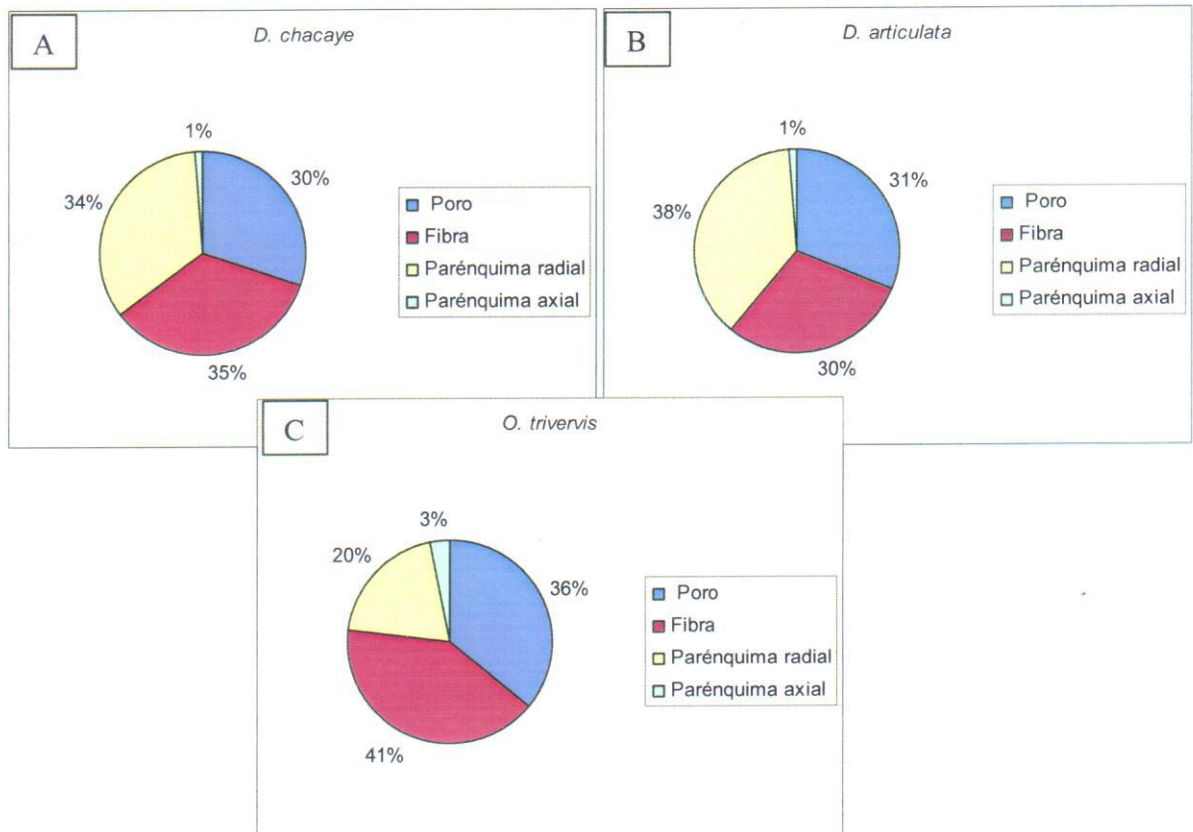 A
D. chacaye
1%
30%
34%
35%
Poro
Fibra
Parénquima radial
Parénquima axial
B
D. articulata
1%
31%
38%
30%
Poro
Fibra
Parénquima radial
Parénquima axial
C
O. trivervis
3%
20%
36%
41%
Poro
Fibra
Parénquima radial
Parénquima axial